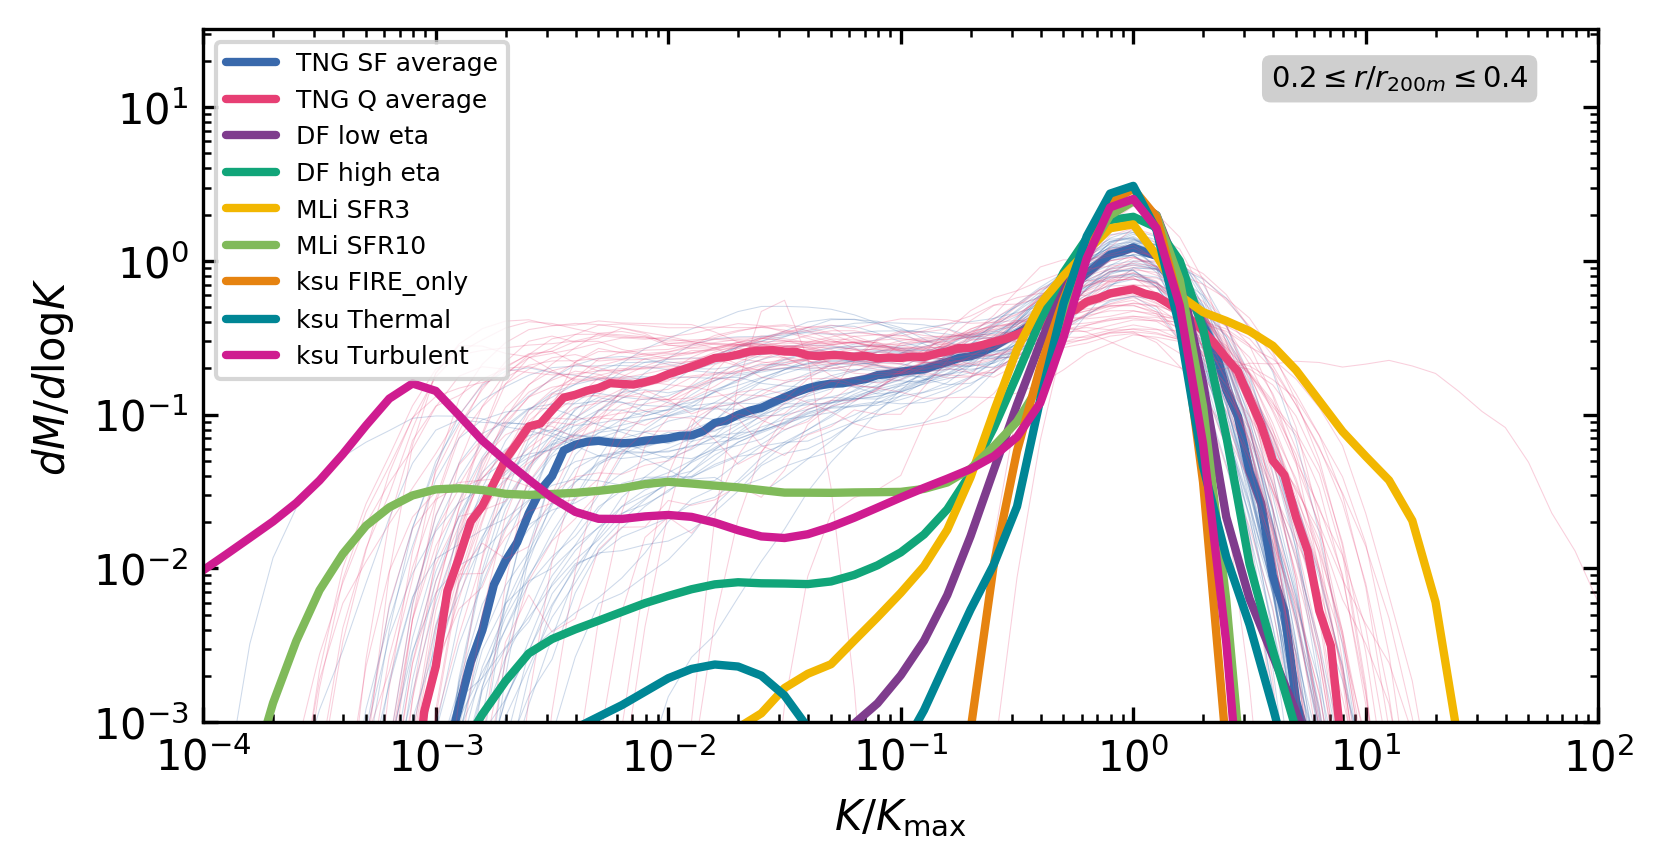 10¹
10⁰
10⁻¹
10⁻²
10⁻³
dM/dlogK
TNG SF average
TNG Q average
DF low eta
DF high eta
MLi SFR3
MLi SFR10
ksu FIRE_only
ksu Thermal
ksu Turbulent
0.2 ≤ r/r₂₀₀ₘ ≤ 0.4
10⁻⁴ 10⁻³ 10⁻² 10⁻¹ 10⁰ 10¹ 10²
K/K_max